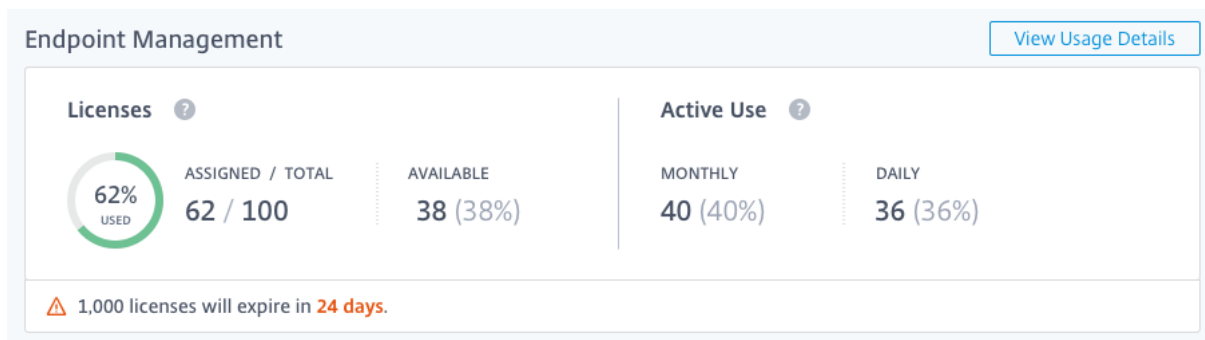 Endpoint Management
View Usage Details
Licenses ?
Active Use ?
62%
USED
ASSIGNED / TOTAL
62 / 100
AVAILABLE
38 (38%)
MONTHLY
40 (40%)
DAILY
36 (36%)
1,000 licenses will expire in 24 days.